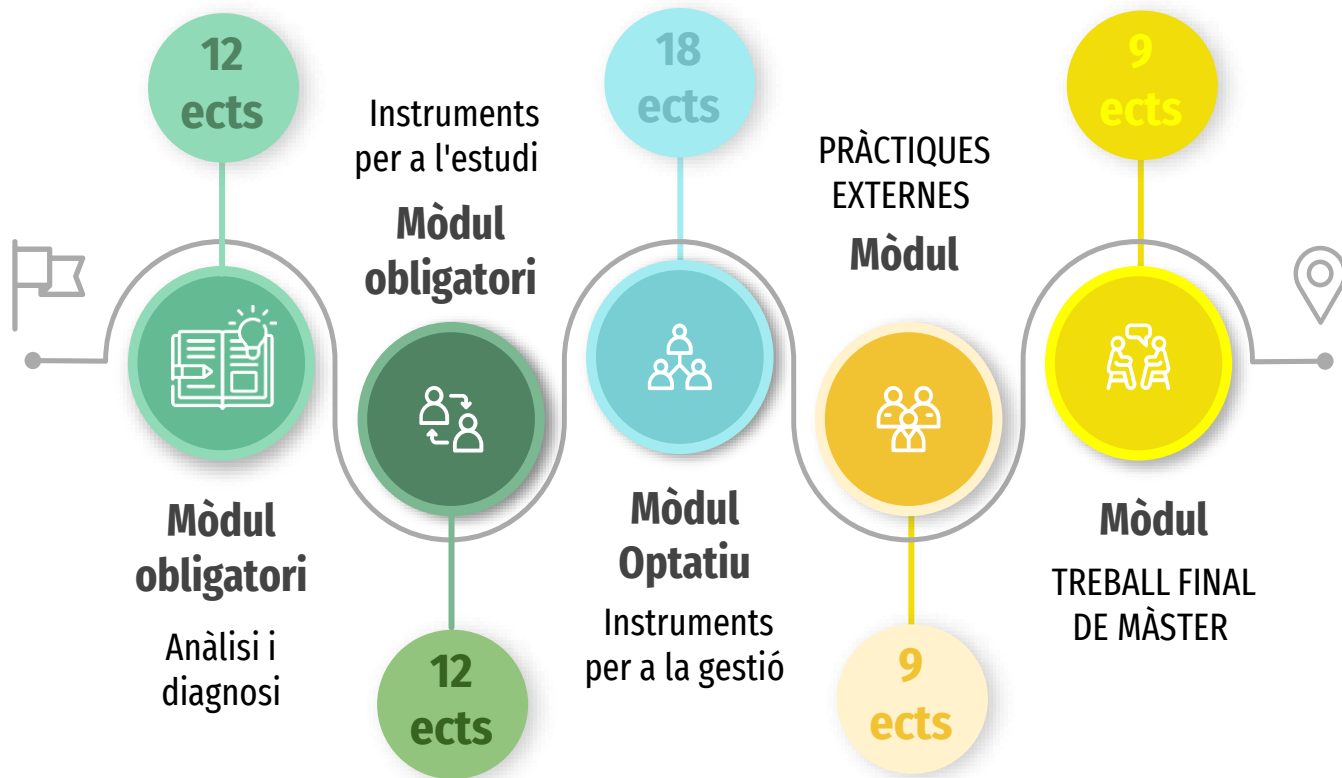 12
ects
Mòdul
obligatori
Anàlisi i
diagnosi
Instruments
per a l'estudi
Mòdul
obligatori
12
ects
18
ects
Mòdul
Optatiu
Instruments
per a la gestió
PRÀCTIQUES
EXTERNES
Mòdul
9
ects
9
ects
Mòdul
TREBALL FINAL
DE MÀSTER